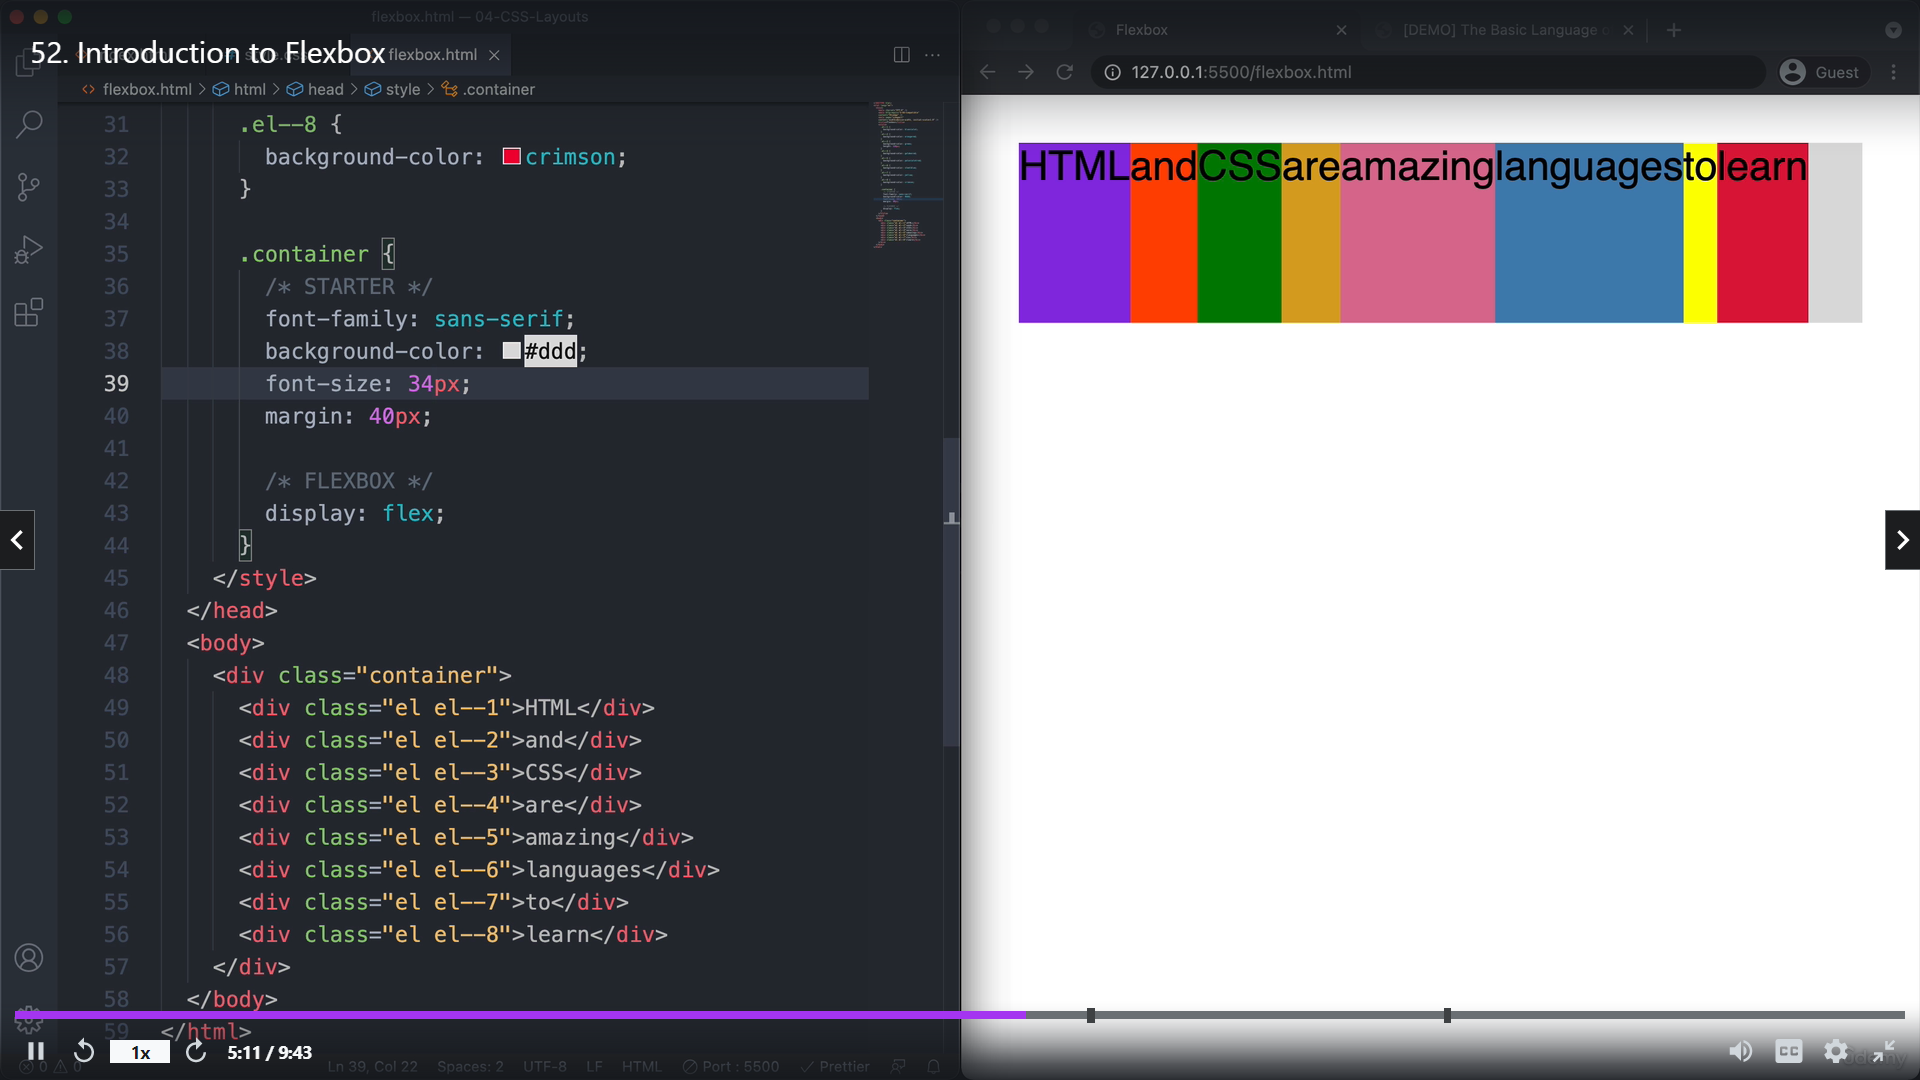 flexbox.html — 04-CSS-Layouts
52. Introduction to Flexbox
flexbox.html
Flexbox
[DEMO] The Basic Language o
127.0.0.1:5500/flexbox.html
Guest
flexbox.html > html > head > style > .container
31 .el--8 {
32 background-color: crimson;
33 }
34
35 .container {
36 /* STARTER */
37 font-family: sans-serif;
38 background-color: #ddd;
39 font-size: 34px;
40 margin: 40px;
41
42 /* FLEXBOX */
43 display: flex;
44 }
45 </style>
46 </head>
47 <body>
48 <div class="container">
49 <div class="el el--1">HTML</div>
50 <div class="el el--2">and</div>
51 <div class="el el--3">CSS</div>
52 <div class="el el--4">are</div>
53 <div class="el el--5">amazing</div>
54 <div class="el el--6">languages</div>
55 <div class="el el--7">to</div>
56 <div class="el el--8">learn</div>
57 </div>
58 </body>
59 </html>
HTMLandCSSareamazinglanguagestolearn
1x
5:11 / 9:43
CC
0 0
Ln 39, Col 22 Spaces: 2 UTF-8 LF HTML Port : 5500 Prettier